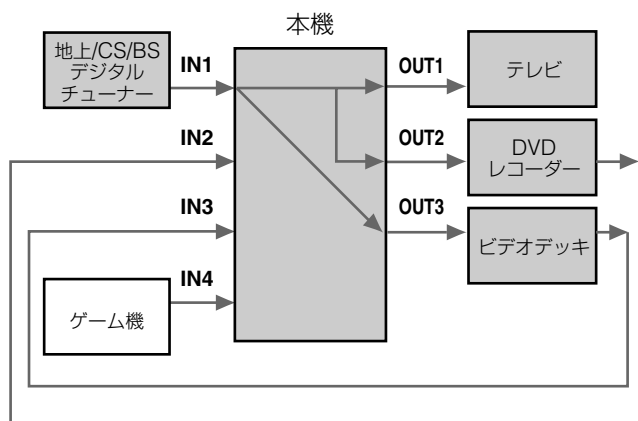 本機
地上/CS/BS
デジタル
チューナー
IN1
OUT1
テレビ
IN2
OUT2
DVD
レコーダー
IN3
OUT3
ビデオデッキ
IN4
ゲーム機